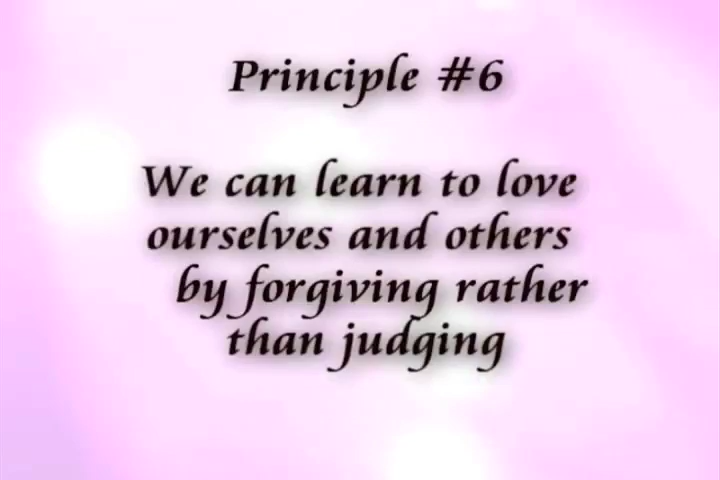 Principle #6
We can learn to love
ourselves and others
by forgiving rather
than judging